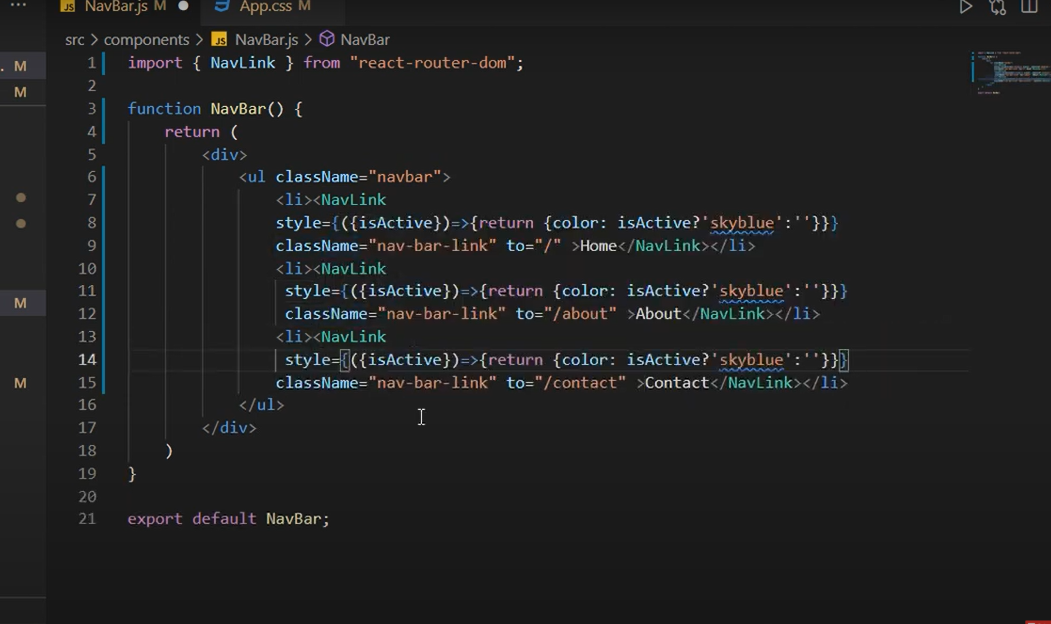 ... JS NavBar.js M ● App.css M
src > components > JS NavBar.js > NavBar
M
M
M
M
1 import { NavLink } from "react-router-dom";
2
3 function NavBar() {
4 return (
5 <div>
6 <ul className="navbar">
7 <li><NavLink
8 style={({isActive})=>{return {color: isActive?'skyblue':''}}}
9 className="nav-bar-link" to="/" >Home</NavLink></li>
10 <li><NavLink
11 style={({isActive})=>{return {color: isActive?'skyblue':''}}}
12 className="nav-bar-link" to="/about" >About</NavLink></li>
13 <li><NavLink
14 style={({isActive})=>{return {color: isActive?'skyblue':''}}}
15 className="nav-bar-link" to="/contact" >Contact</NavLink></li>
16 </ul>
17 </div>
18 )
19 }
20
21 export default NavBar;